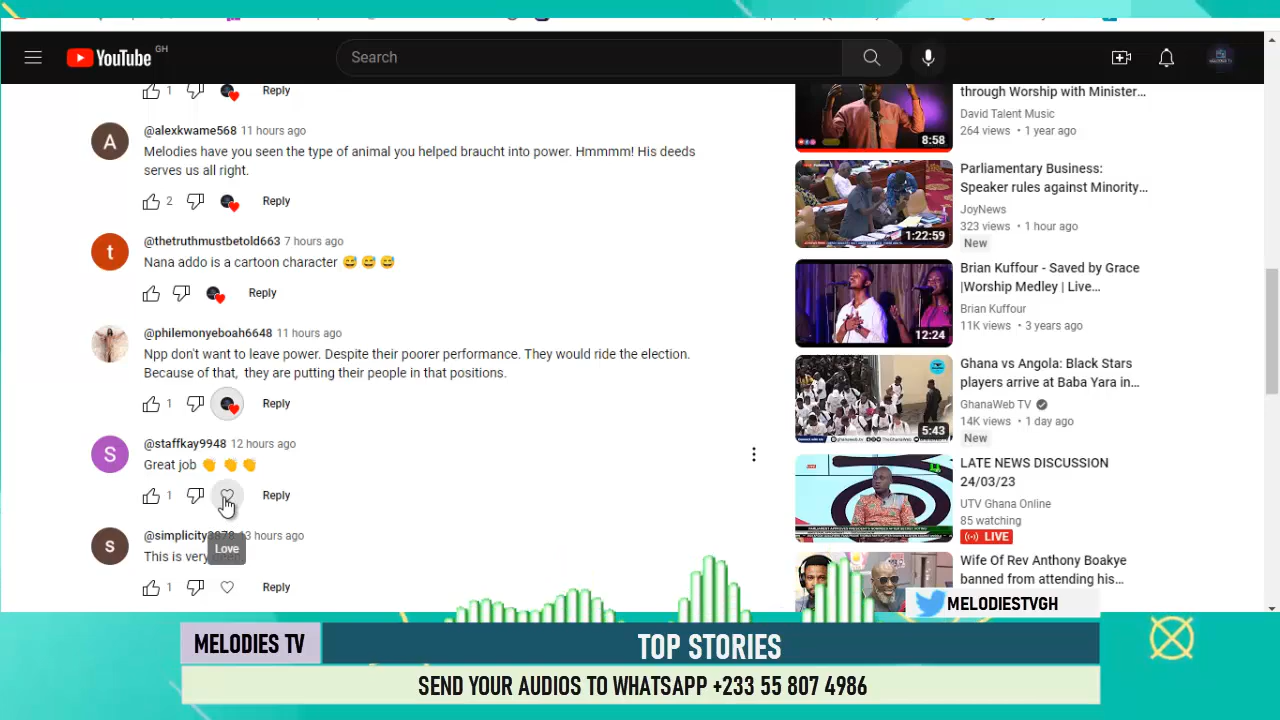 YouTube GH
Search
1 Reply
A
@alexkwame568 11 hours ago
Melodies have you seen the type of animal you helped braucht into power. Hmmmm! His deeds
serves us all right.
2 Reply
t
@thetruthmustbetold663 7 hours ago
Nana addo is a cartoon character 😅 😅 😅
Reply
@philemonyeboah6648 11 hours ago
Npp don't want to leave power. Despite their poorer performance. They would ride the election.
Because of that, they are putting their people in that positions.
1 Reply
S
@staffkay9948 12 hours ago
Great job 👏 👏 👏
1 Reply
s
13 hours ago
Love
This is very
1 Reply
through Worship with Minister...
David Talent Music
264 views • 1 year ago
8:58
Parliamentary Business:
Speaker rules against Minority...
JoyNews
323 views • 1 hour ago
New
1:22:59
Brian Kuffour - Saved by Grace
|Worship Medley | Live...
Brian Kuffour
11K views • 3 years ago
12:24
Ghana vs Angola: Black Stars
players arrive at Baba Yara in...
GhanaWeb TV
14K views • 1 day ago
New
5:43
LATE NEWS DISCUSSION
24/03/23
UTV Ghana Online
85 watching
LIVE
Wife Of Rev Anthony Boakye
banned from attending his...
MELODIESTVGH
MELODIES TV
TOP STORIES
SEND YOUR AUDIOS TO WHATSAPP +233 55 807 4986